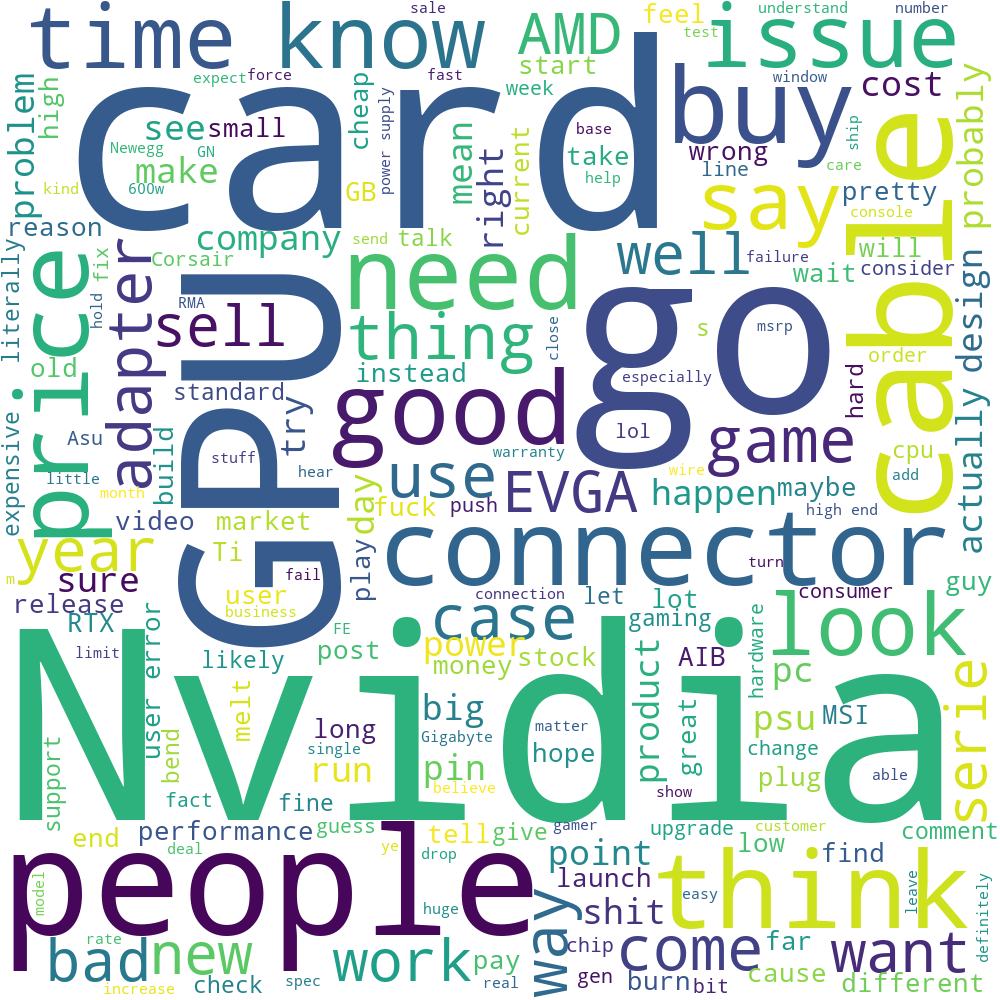 sale
understand
number
time
know
AMD
feel
test
issue
start
expect
force
fast
week
window
problem
high
card
buy
cost
cheap
power supply
see
small
Newegg
GN
make
kind
600w
mean
GB
current
right
base
take
help
wrong
line
ship
care
pretty
console
probably
reason
company
Corsair
send
talk
need
say
well
failure
wait
will
consider
cable
literally
price
hold
fix
adapter
RMA
sell
GPU
thing
close
go
s
msrp
especially
hard
order
actually design
old
standard
try
instead
good
lol
game
Asu
build
stuff
hear
warranty
wire
cpu
add
expensive
little
month
video
market
day
fuck
use
push
EVGA
happen
maybe
high end
year
Ti
play
connector
turn
m
sure
fail
user
business
connection
let
lot
consumer
guy
release
RTX
FE
case
gaming
hardware
look
limit
user error
likely
post
power
money
stock
product
AIB
pc
serie
Nvidia
melt
long
big
matter
great
psu
MSI
support
bend
single
Gigabyte
hope
change
run
pin
believe
plug
able
fact
fine
show
end
performance
guess
tell
give
gamer
upgrade
customer
comment
deal
ye
drop
point
low
find
people
model
huge
way
launch
easy
think
leave
definitely
rate
shit
bad
new
work
pay
chip
come
far
want
increase
check
spec
real
gen
burn
bit
cause
different